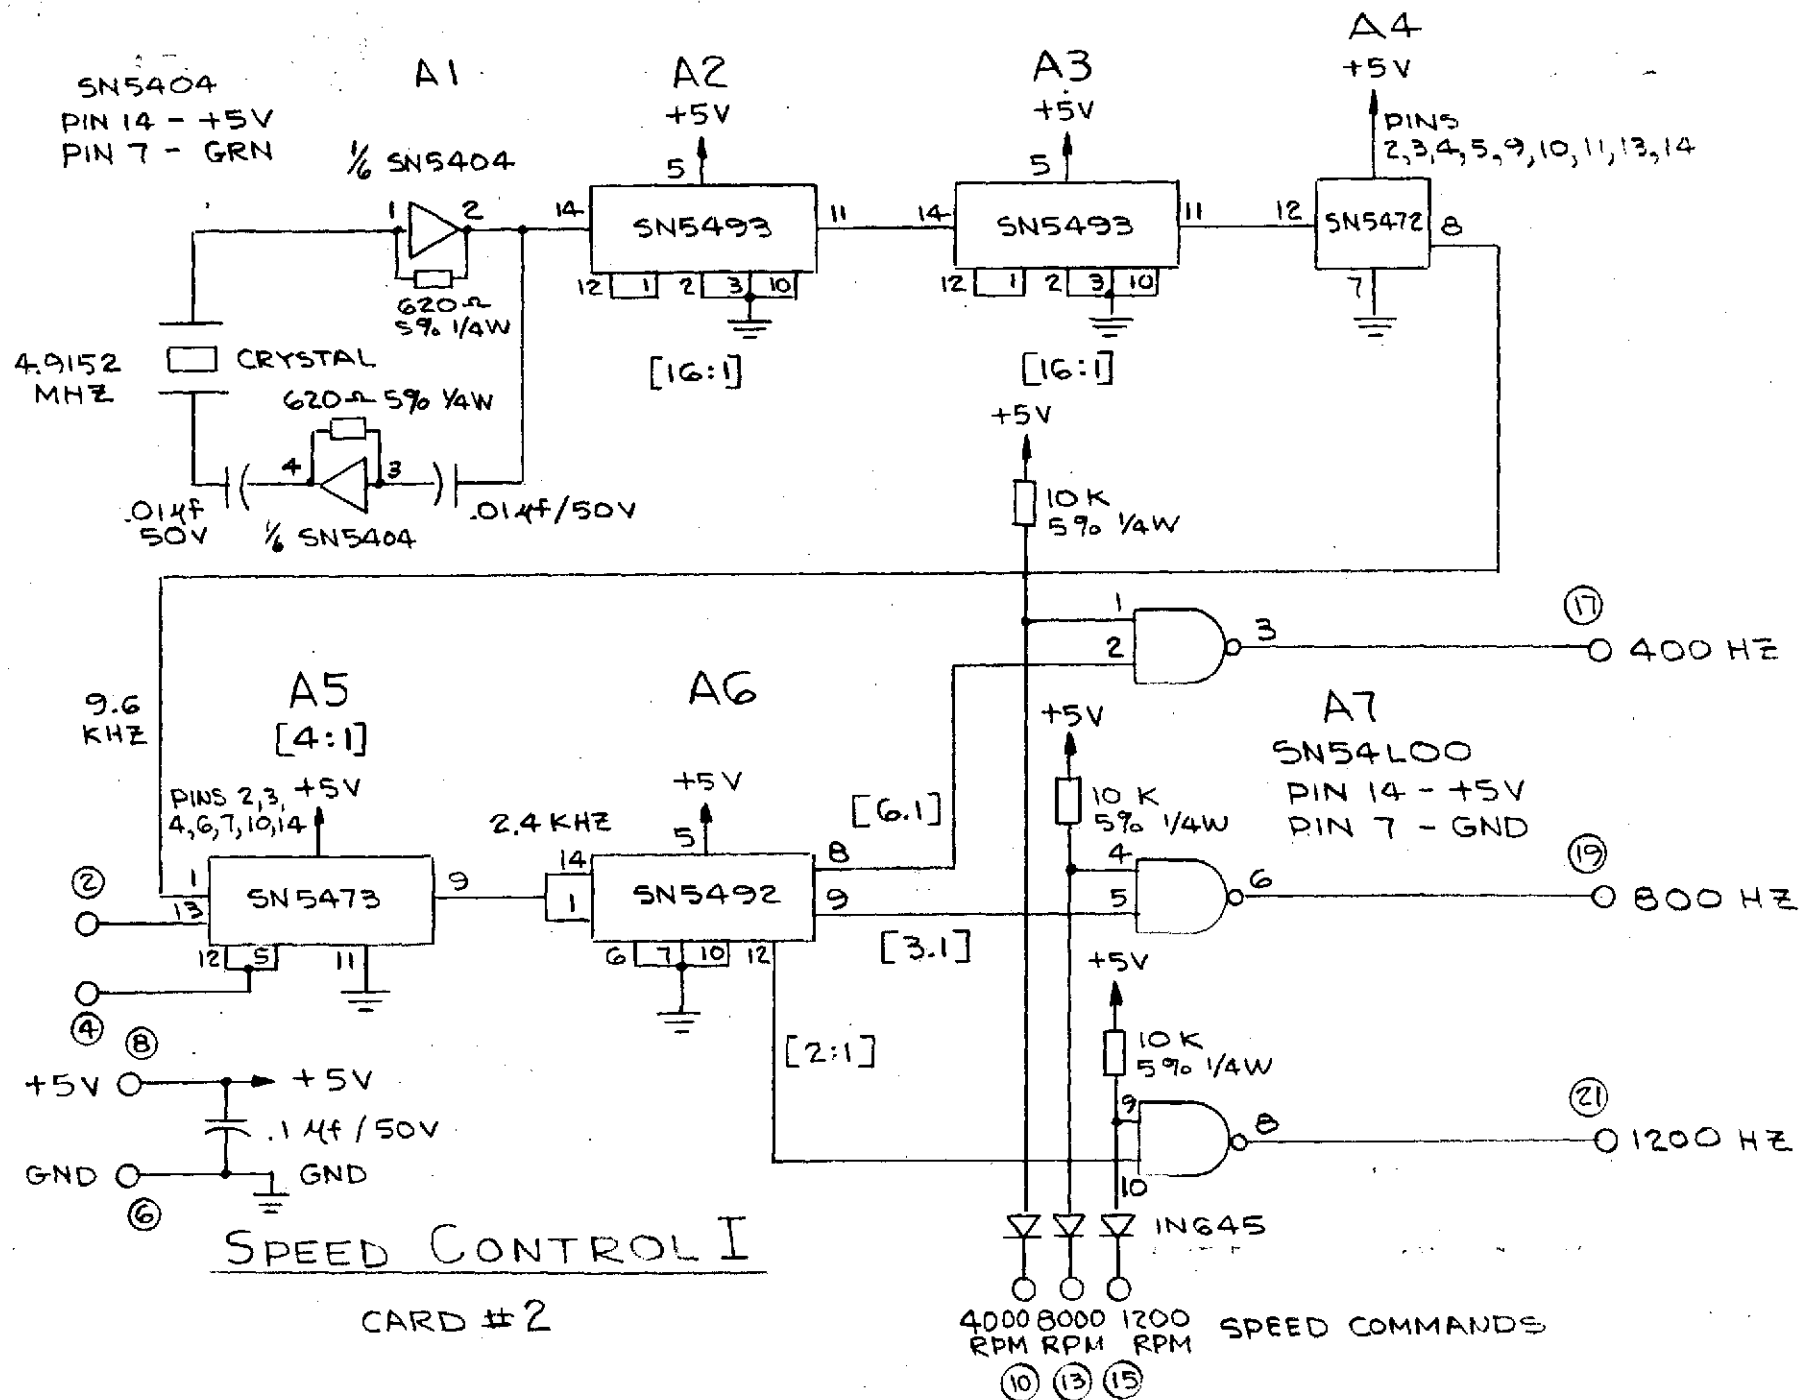 SN5404
PIN 14 - +5V
PIN 7 - GRN
A1
1/6 SN5404
1
2
620Ω
5% 1/4W
4.9152
MHZ
CRYSTAL
620Ω 5% 1/4W
4
3
.01μf
50V
1/6 SN5404
.01μf/50V
A2
+5V
5
14
SN5493
11
12
1
2
3
10
[16:1]
A3
+5V
5
14
SN5493
11
12
1
2
3
10
[16:1]
A4
+5V
PINS
2,3,4,5,9,10,11,13,14
12
SN5472
8
7
+5V
10K
5% 1/4W
1
2
3
17
400 HZ
9.6
KHZ
A5
[4:1]
PINS 2,3,
4,6,7,10,14
+5V
2
1
13
SN5473
9
12
5
11
4
2.4 KHZ
A6
+5V
5
14
1
SN5492
8
9
6
7
10
12
[6.1]
[3.1]
[2:1]
+5V
10 K
5% 1/4W
4
5
6
A7
SN54L00
PIN 14 - +5V
PIN 7 - GND
19
800 HZ
+5V
10K
5% 1/4W
9
10
8
21
1200 HZ
8
+5V
+5V
.1 μf/50V
GND
GND
6
1N645
4000 8000 1200
RPM RPM RPM
SPEED COMMANDS
10 13 15
SPEED CONTROL I
CARD #2